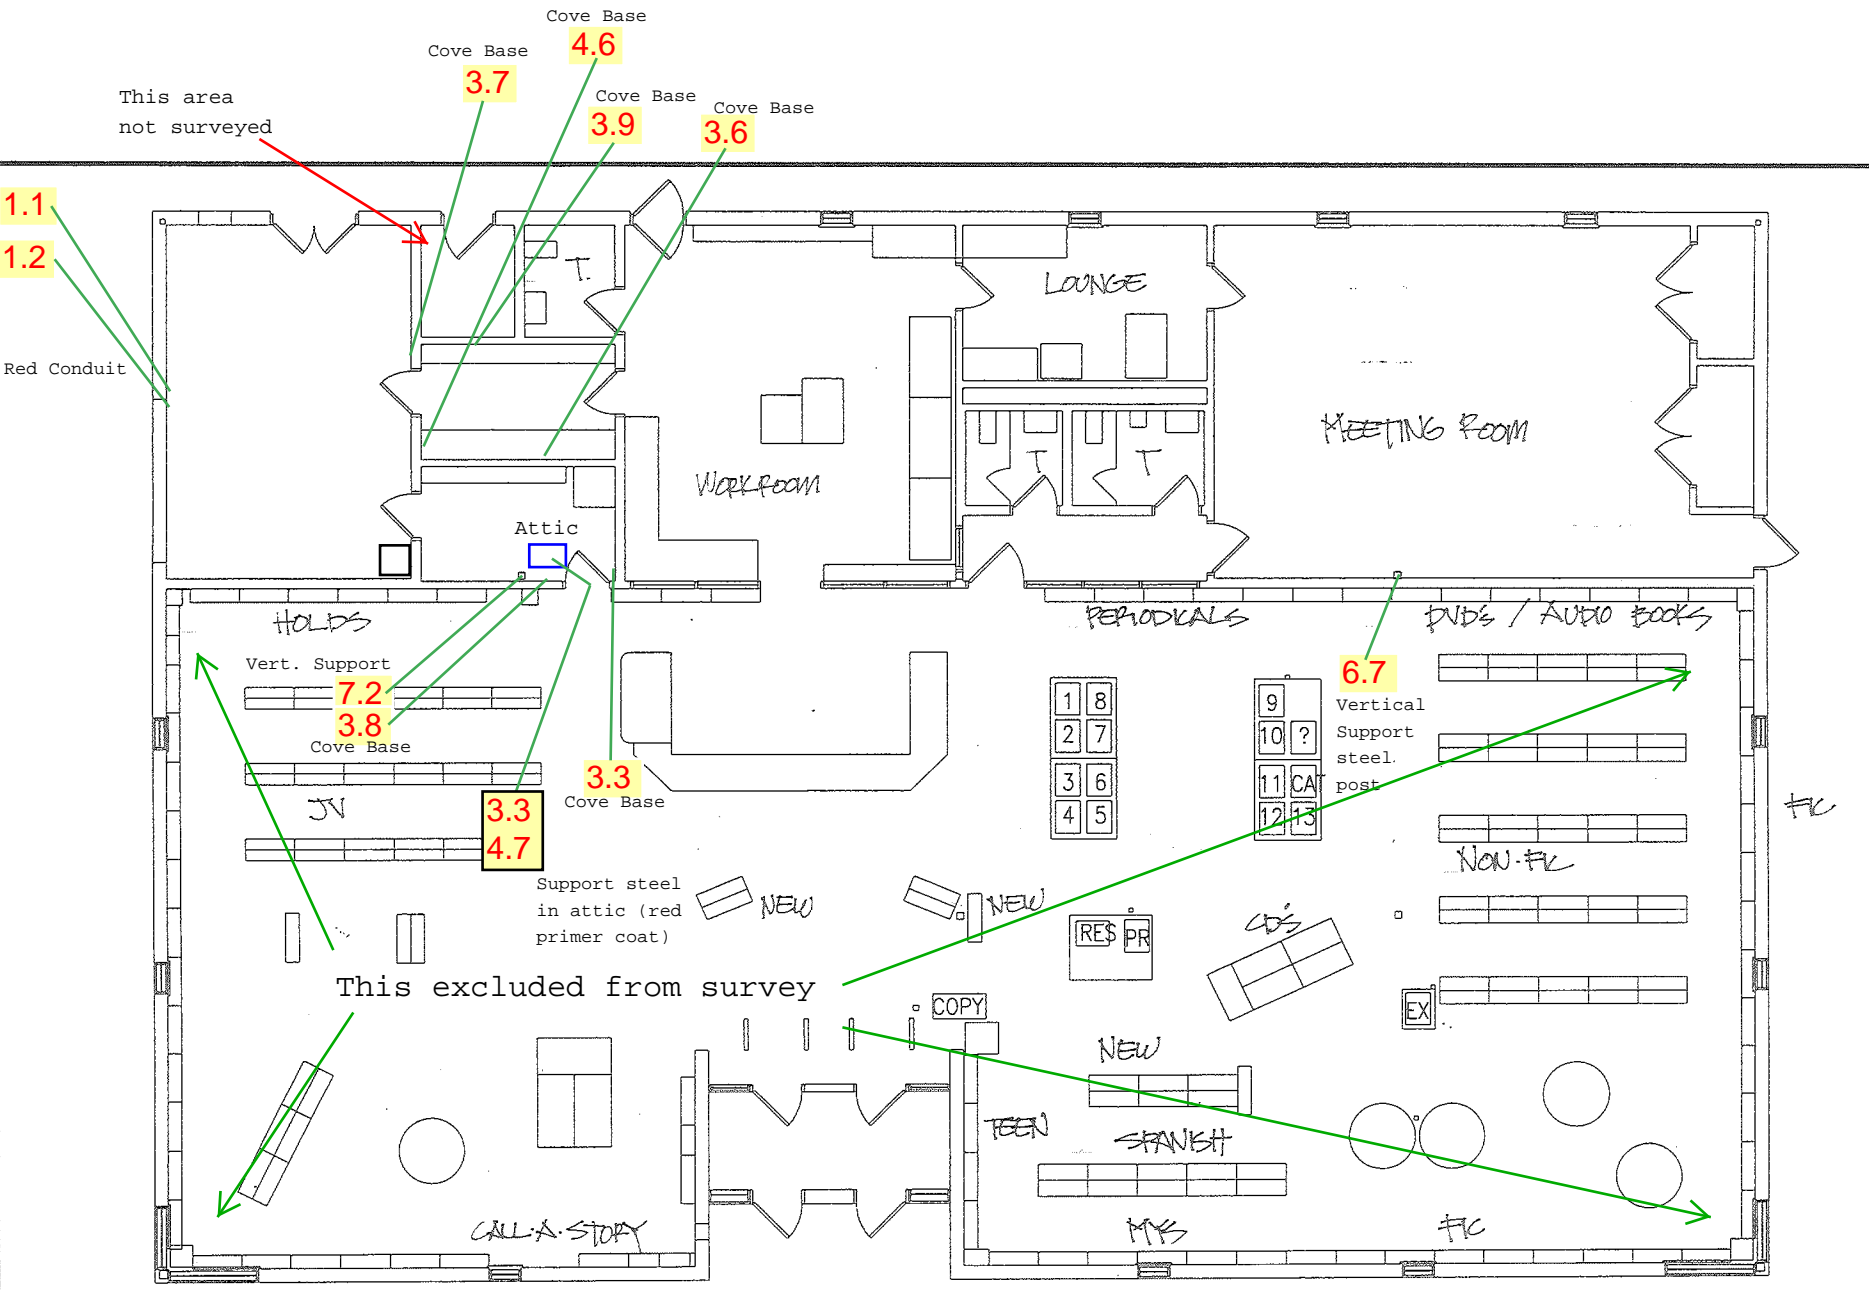 Cove Base
4.6
Cove Base
3.7
This area
not surveyed
Cove Base
3.9
Cove Base
3.6
1.1
1.2
Red Conduit
T.
LOUNGE
MEETING ROOM
WORKROOM
T
T
Attic
HOLDS
PERIODICALS
DVDS / AUDIO BOOKS
Vert. Support
7.2
3.8
Cove Base
6.7
Vertical
Support
steel
post
1 8
2 7
3 6
4 5
9
10 ?
11 CAT
12 13
3.3
Cove Base
JV
3.3
4.7
FIC
NON-FIC
Support steel
in attic (red
primer coat)
NEW
NEW
RES PR
CD'S
This excluded from survey
COPY
EX
NEW
TEEN
SPANISH
CALL-A-STORY
MYS
FIC